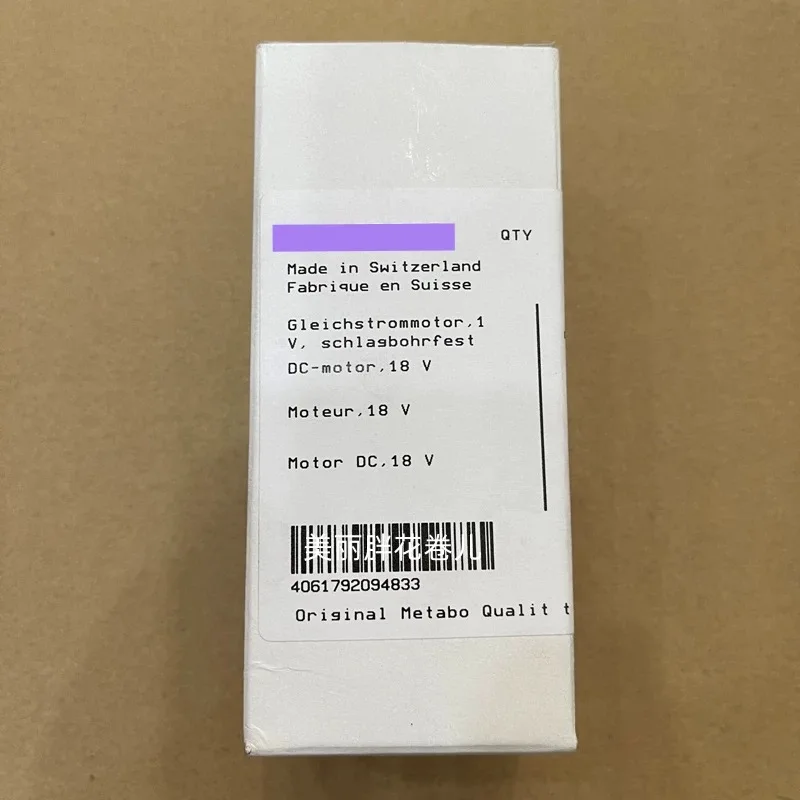 QTY
Made in Switzerland
Fabrique en Suisse
Gleichstrommotor,1
V, schlagbohrfest
DC-motor,18 V
Moteur,18 V
Motor DC,18 V
美丽胖花卷儿
4061792094833
Original Metabo Qualit t